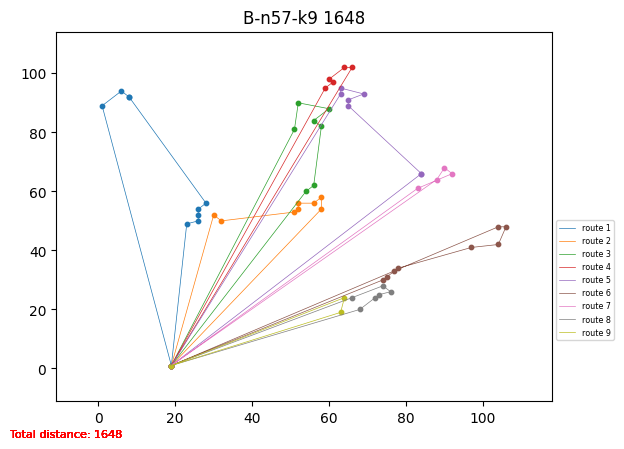 B-n57-k9 1648
100
80
60
40
20
0
0 20 40 60 80 100
route 1
route 2
route 3
route 4
route 5
route 6
route 7
route 8
route 9
Total distance: 1648